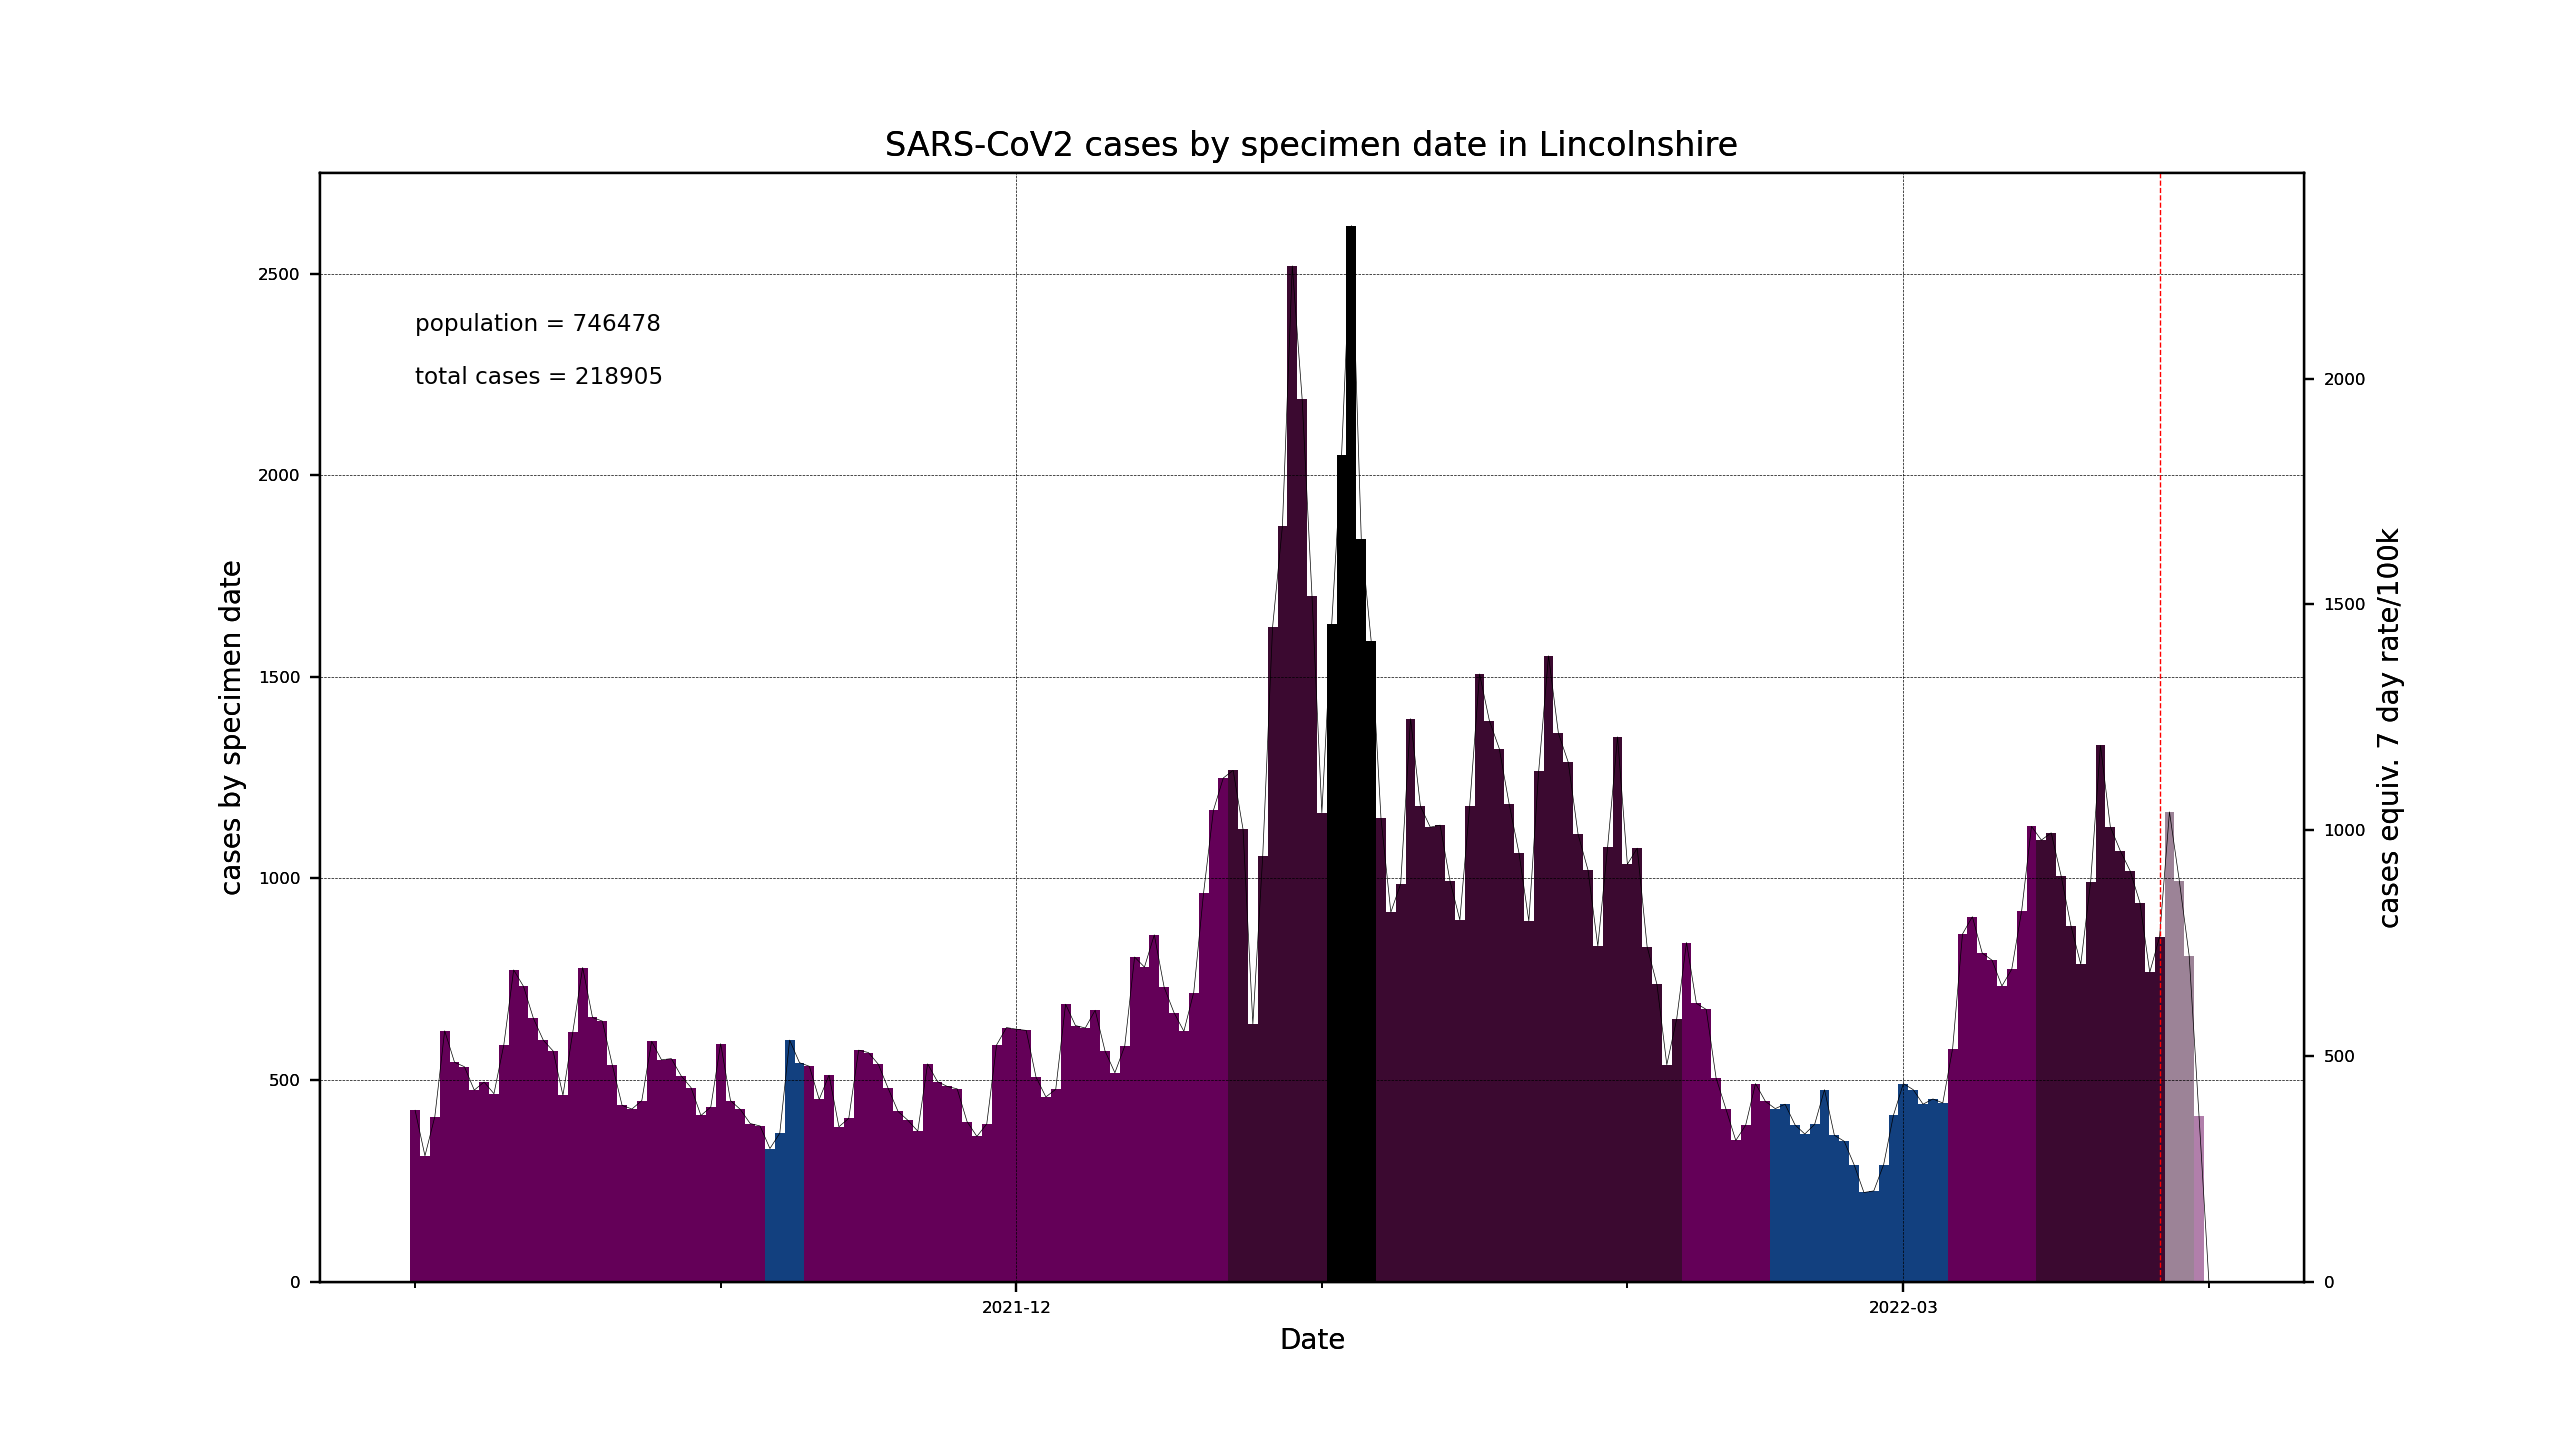 SARS-CoV2 cases by specimen date in Lincolnshire
population = 746478
total cases = 218905
cases by specimen date
2500
2000
1500
1000
500
0
2000
1500
1000
500
0
cases equiv. 7 day rate/100k
2021-12
2022-03
Date